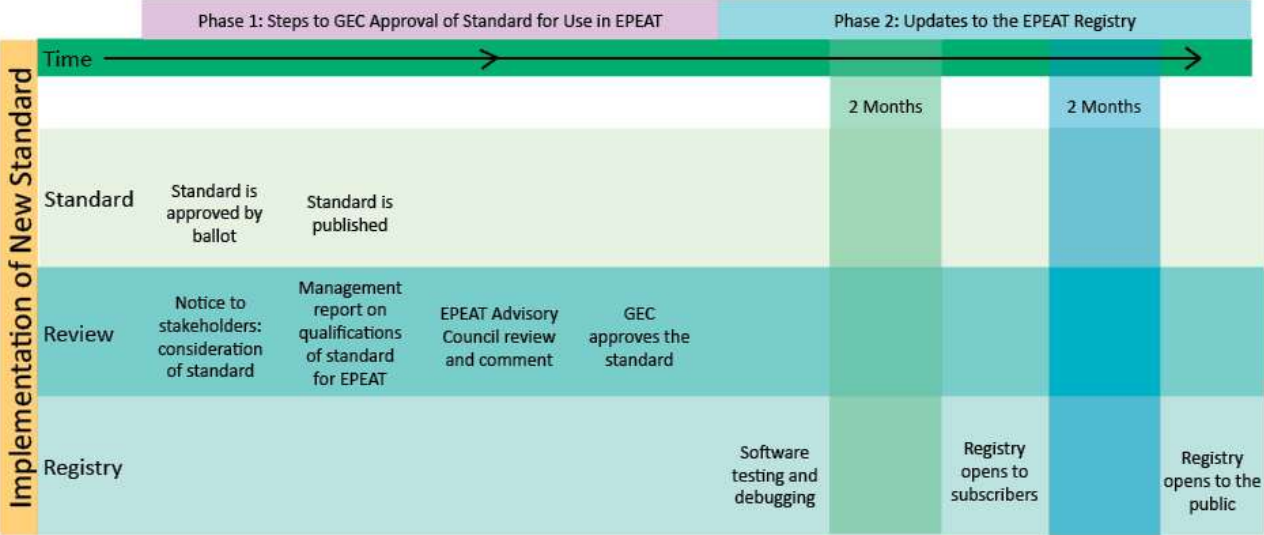 Phase 1: Steps to GEC Approval of Standard for Use in EPEAT
Phase 2: Updates to the EPEAT Registry
Implementation of New Standard
Time
2 Months
2 Months
Standard
Standard is
approved by
ballot
Standard is
published
Review
Notice to
stakeholders:
consideration
of standard
Management
report on
qualifications
of standard
for EPEAT
EPEAT Advisory
Council review
and comment
GEC
approves the
standard
Registry
Software
testing and
debugging
Registry
opens to
subscribers
Registry
opens to the
public